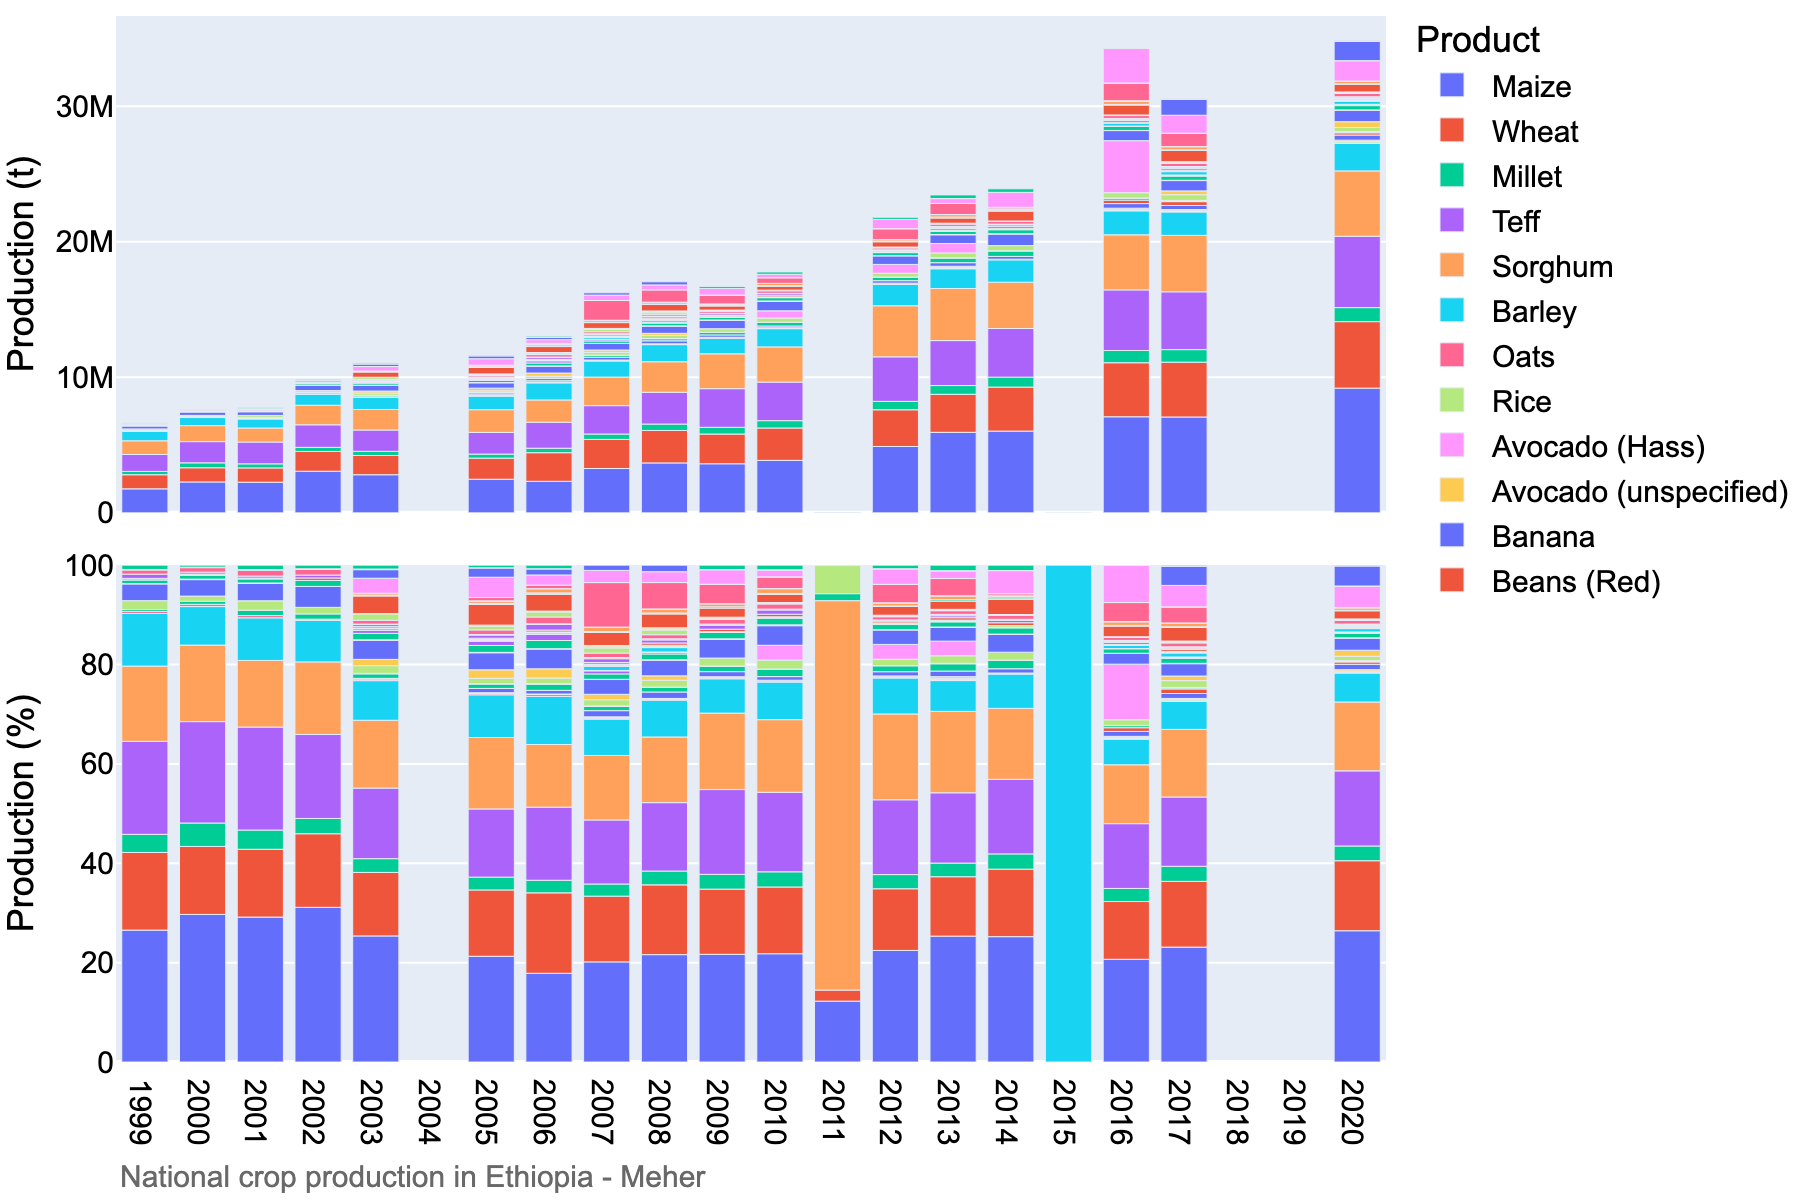 Production (t)
30M
20M
10M
0
Product
Maize
Wheat
Millet
Teff
Sorghum
Barley
Oats
Rice
Avocado (Hass)
Avocado (unspecified)
Banana
Beans (Red)
Production (%)
100
80
60
40
20
0
1999
2000
2001
2002
2003
2004
2005
2006
2007
2008
2009
2010
2011
2012
2013
2014
2015
2016
2017
2018
2019
2020
National crop production in Ethiopia - Meher